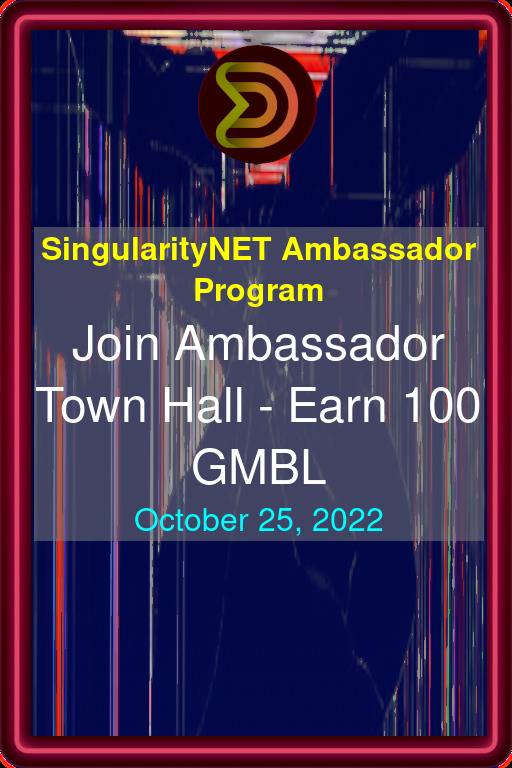 SingularityNET Ambassador
Program
Join Ambassador
Town Hall - Earn 100
GMBL
October 25, 2022